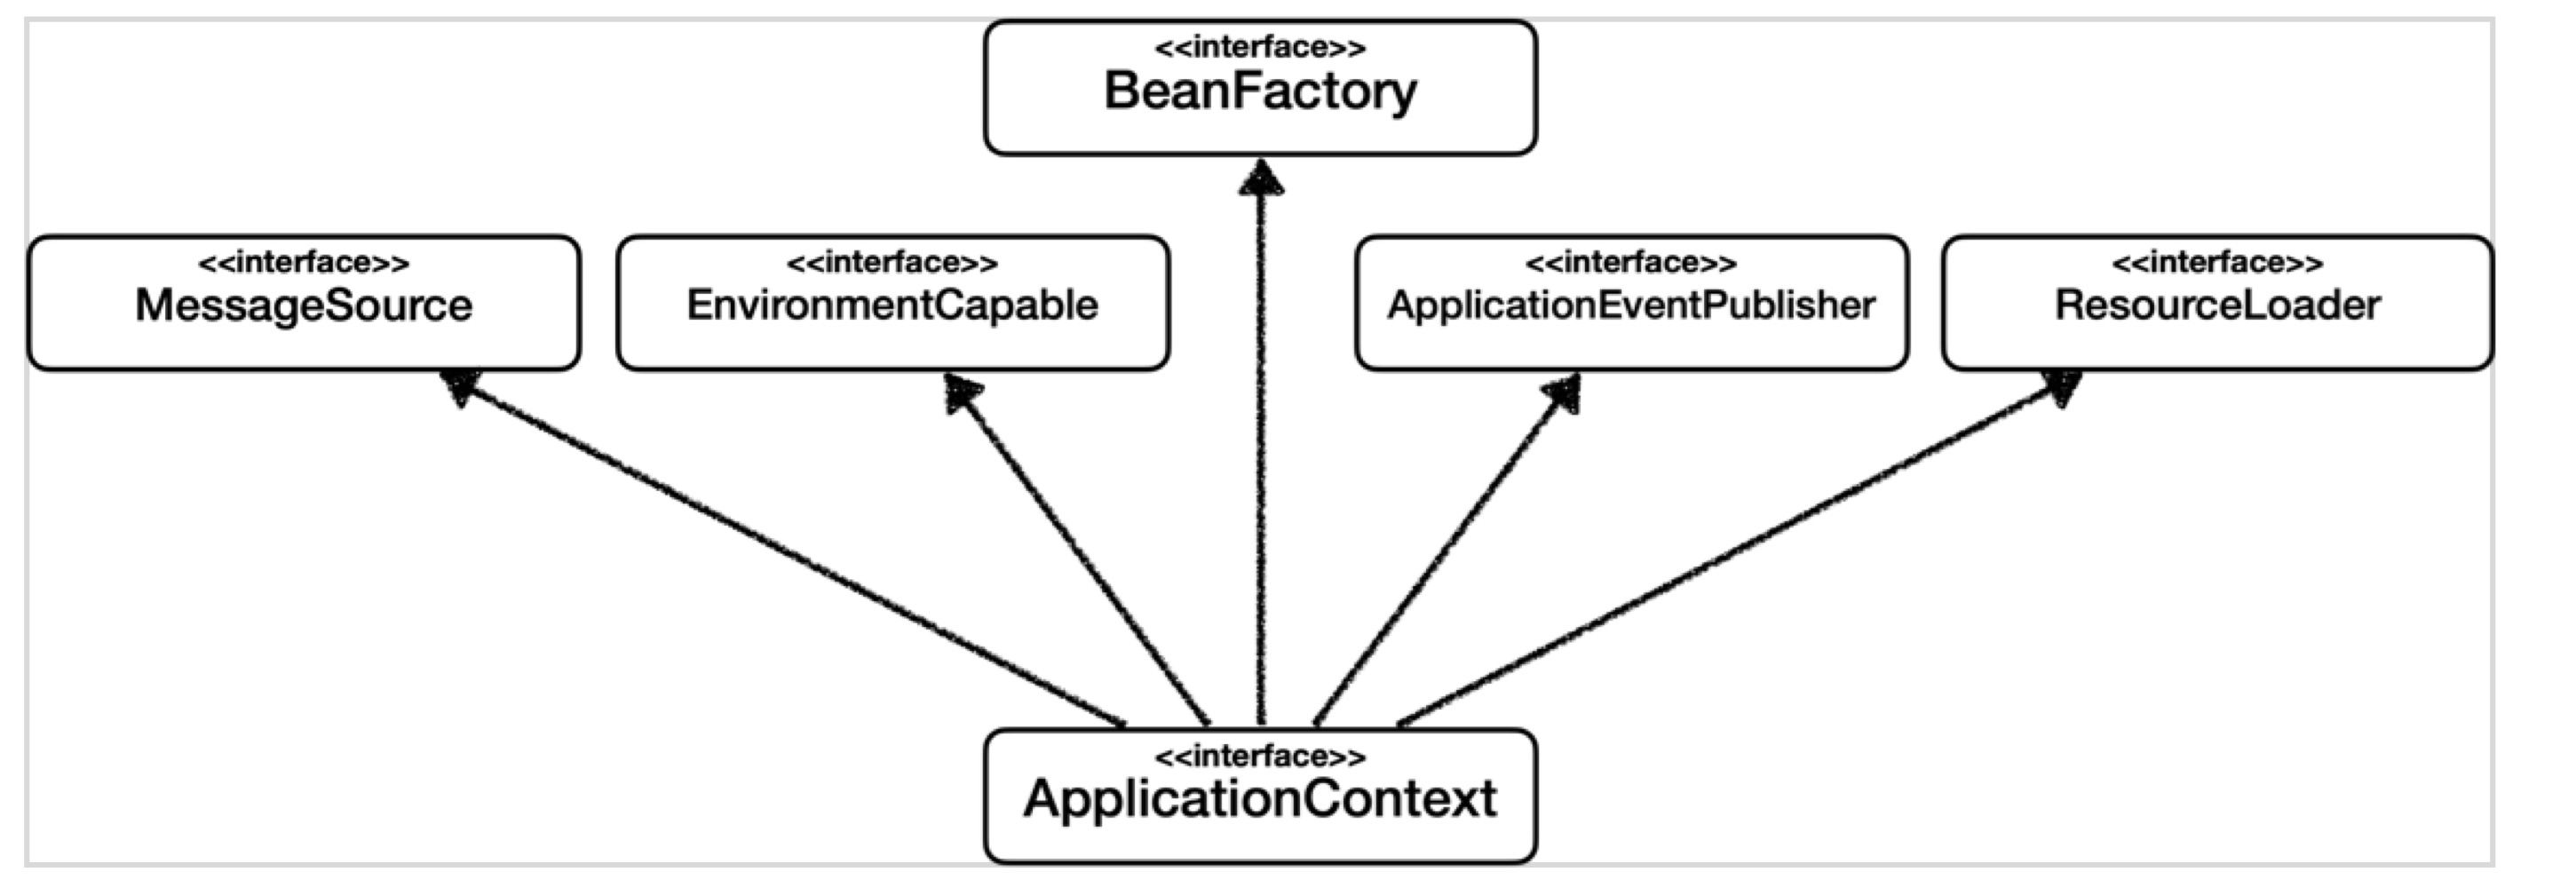 <<interface>>
BeanFactory
<<interface>>
MessageSource
<<interface>>
EnvironmentCapable
<<interface>>
ApplicationEventPublisher
<<interface>>
ResourceLoader
<<interface>>
ApplicationContext